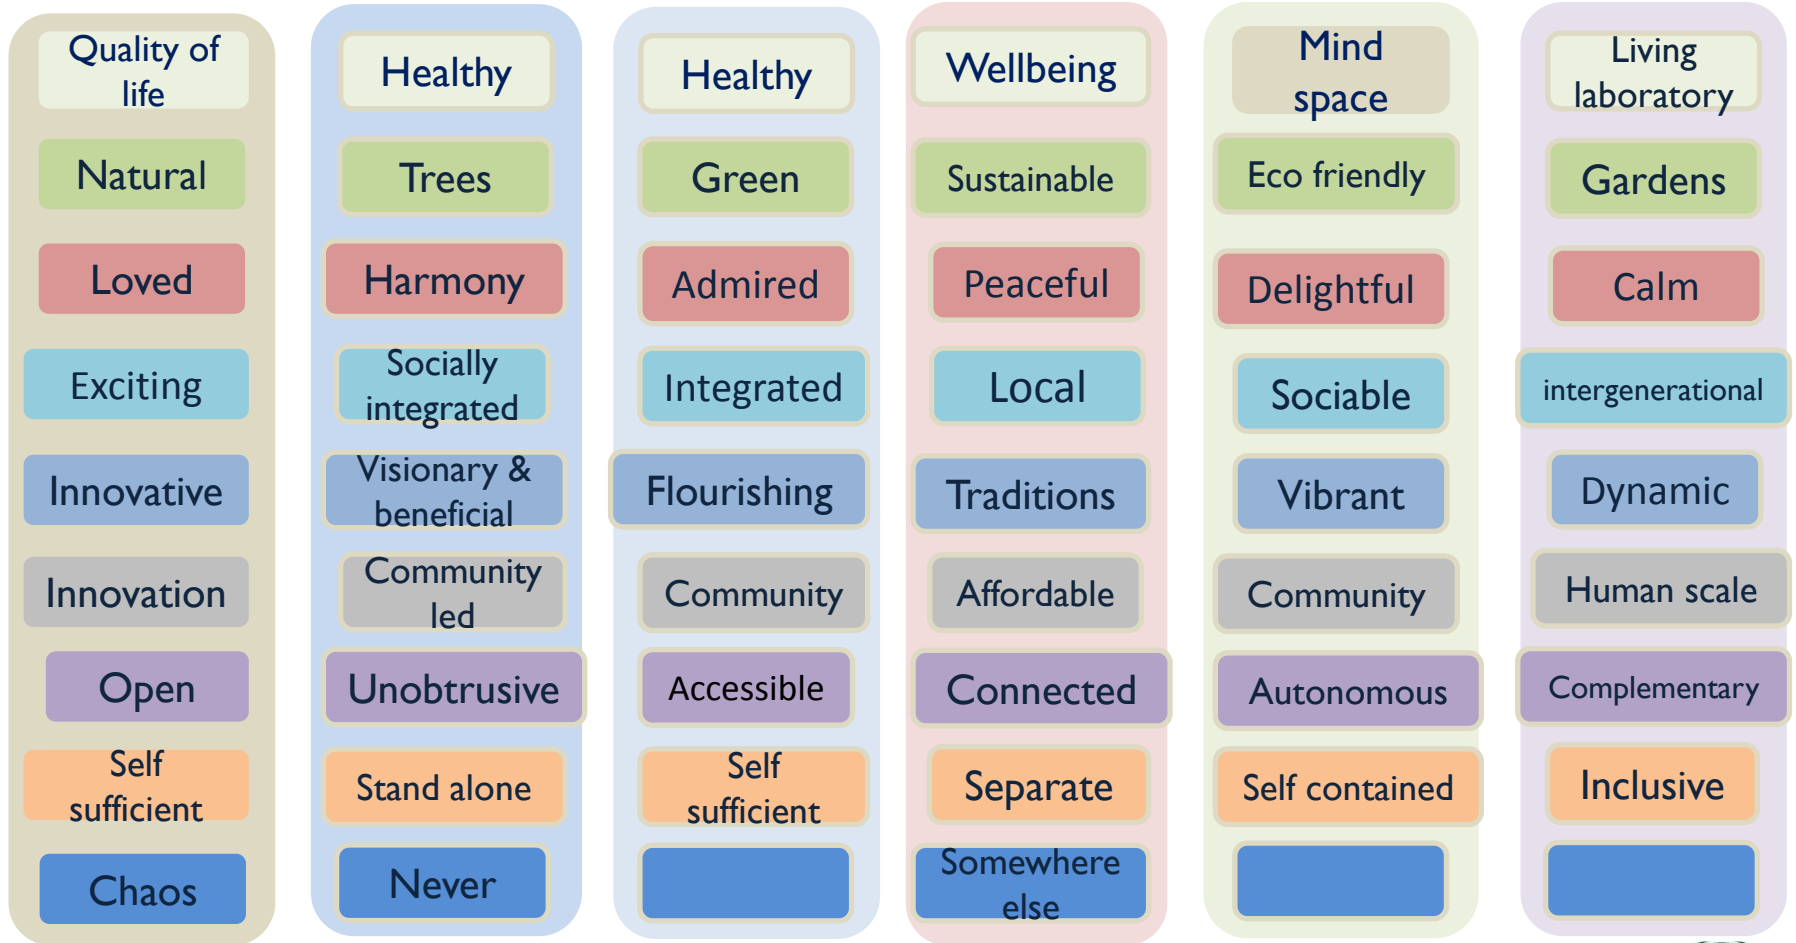 Quality of
life
Natural
Loved
Exciting
Innovative
Innovation
Open
Self
sufficient
Chaos
Healthy
Trees
Harmony
Socially
integrated
Visionary &
beneficial
Community
led
Unobtrusive
Stand alone
Never
Healthy
Green
Admired
Integrated
Flourishing
Community
Accessible
Self
sufficient
Wellbeing
Sustainable
Peaceful
Local
Traditions
Affordable
Connected
Separate
Somewhere
else
Mind
space
Eco friendly
Delightful
Sociable
Vibrant
Community
Autonomous
Self contained
Living
laboratory
Gardens
Calm
intergenerational
Dynamic
Human scale
Complementary
Inclusive